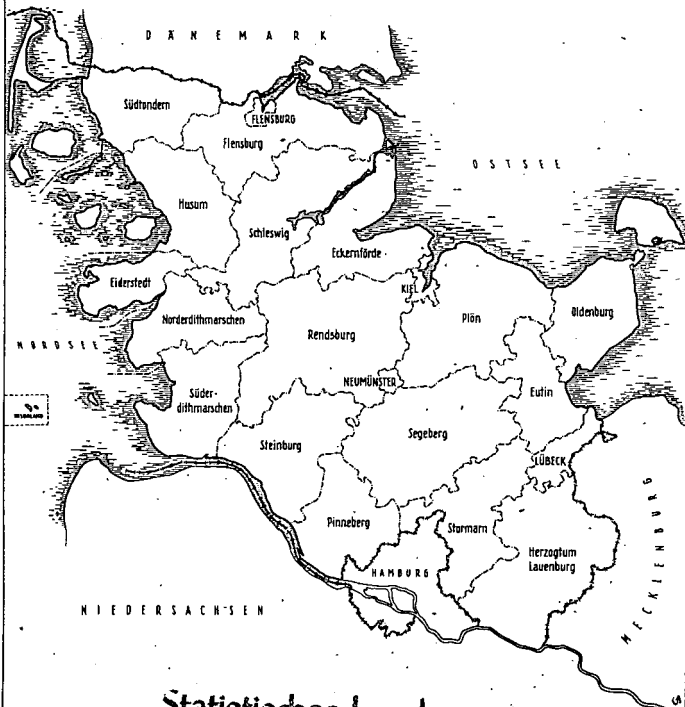 DÄNEMARK
Südtondern
FLENSBURG
Flensburg
OSTSEE
Husum
Schleswig
Eckernförde
Eiderstedt
KIEL
Norderdithmarschen
Plön
Oldenburg
Rendsburg
NORDSEE
NEUMÜNSTER
Süder-
dithmarschen
Eutin
HELGOLAND
Steinburg
Segeberg
LÜBECK
Pinneberg
Stormarn
Herzogtum
Lauenburg
HAMBURG
MECKLENBURG
NIEDERSACHSEN